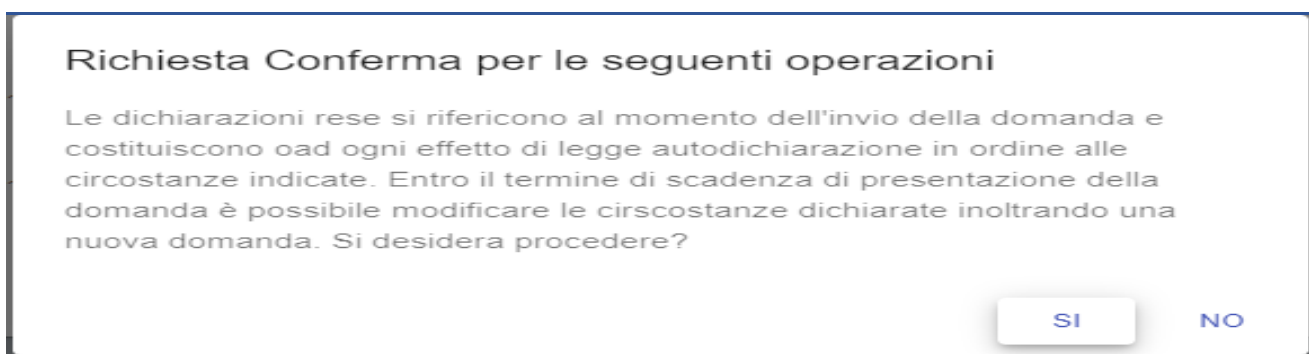 Richiesta Conferma per le seguenti operazioni
Le dichiarazioni rese si rifericono al momento dell'invio della domanda e
costituiscono oad ogni effetto di legge autodichiarazione in ordine alle
circostanze indicate. Entro il termine di scadenza di presentazione della
domanda è possibile modificare le cirscostanze dichiarate inoltrando una
nuova domanda. Si desidera procedere?
SI NO